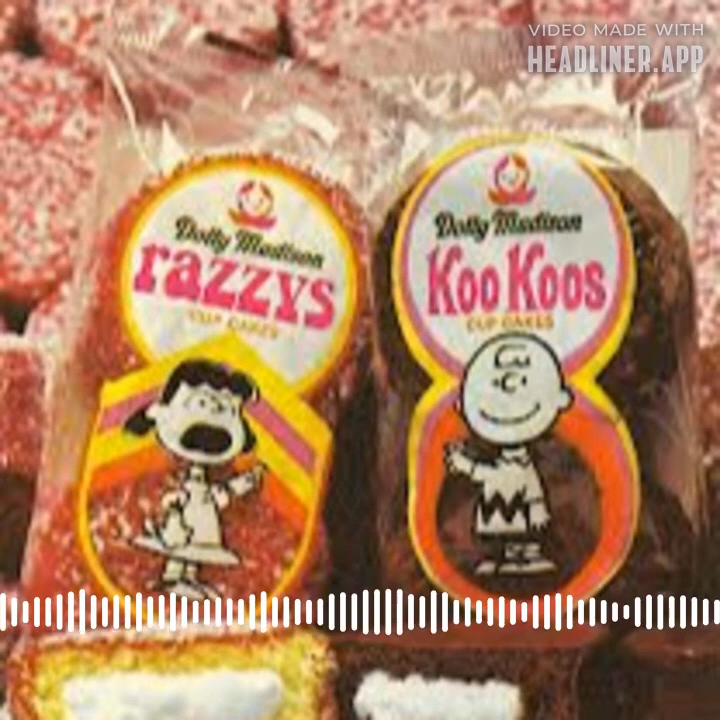 VIDEO MADE WITH
HEADLINER.APP
Dolly Madison
razzys
CUP CAKES
Dolly Madison
Koo Koos
CUP CAKES